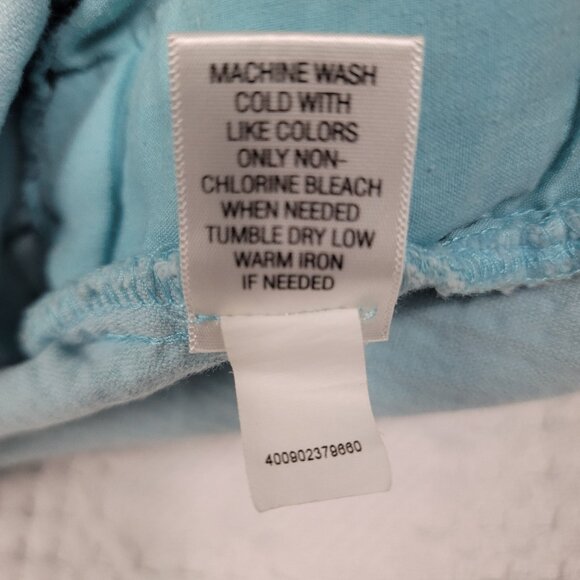 MACHINE WASH
COLD WITH
LIKE COLORS
ONLY NON-
CHLORINE BLEACH
WHEN NEEDED
TUMBLE DRY LOW
WARM IRON
IF NEEDED
400902379660